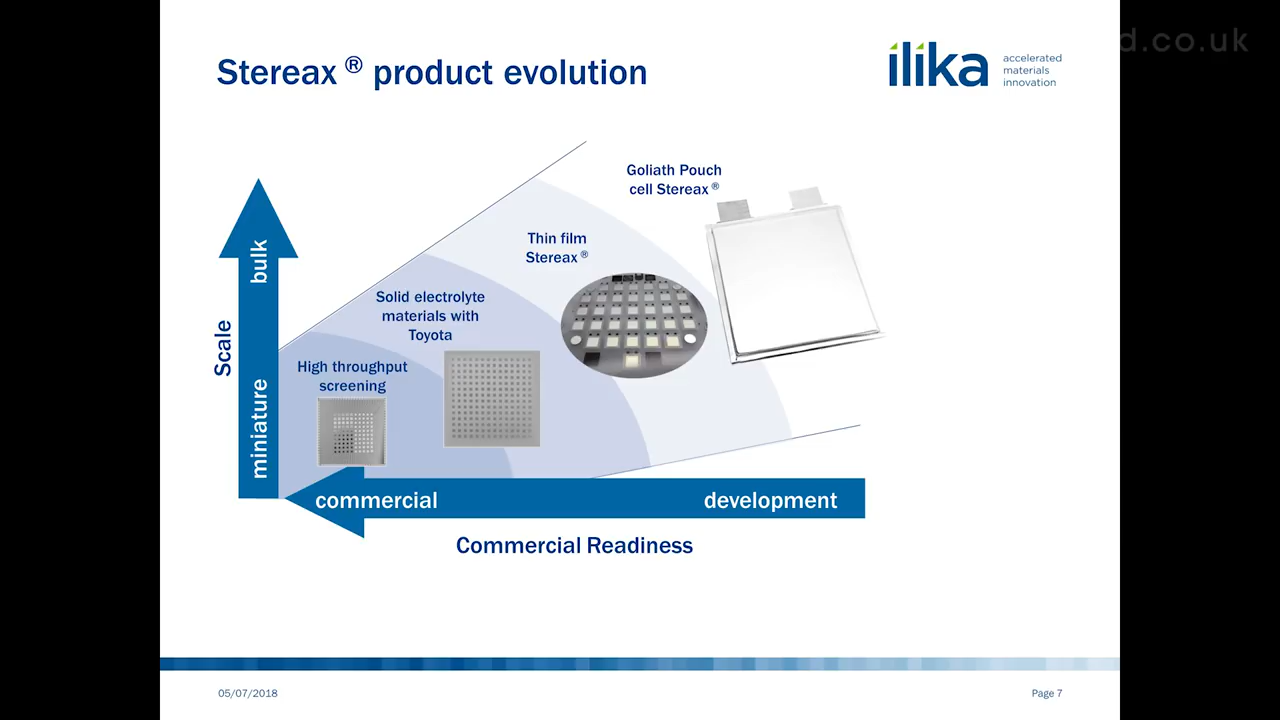 d.co.uk
Stereax ® product evolution
ilika
accelerated
materials
innovation
Goliath Pouch
cell Stereax ®
Thin film
Stereax ®
Solid electrolyte
materials with
Toyota
High throughput
screening
Scale
bulk
miniature
commercial
development
Commercial Readiness
05/07/2018
Page 7